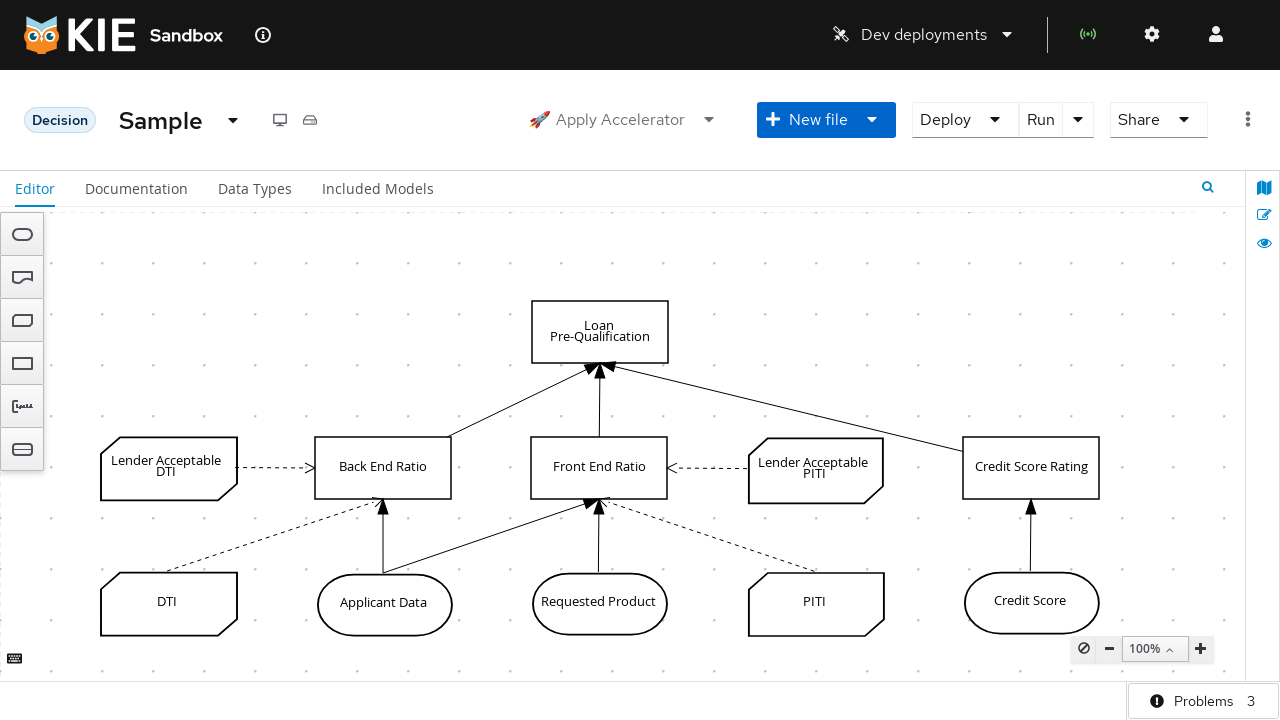 KIE Sandbox
Dev deployments
Decision
Sample
🚀 Apply Accelerator
New file
Deploy
Run
Share
Editor
Documentation
Data Types
Included Models
Loan
Pre-Qualification
Lender Acceptable
DTI
Back End Ratio
Front End Ratio
Lender Acceptable
PITI
Credit Score Rating
DTI
Applicant Data
Requested Product
PITI
Credit Score
100%
Problems 3